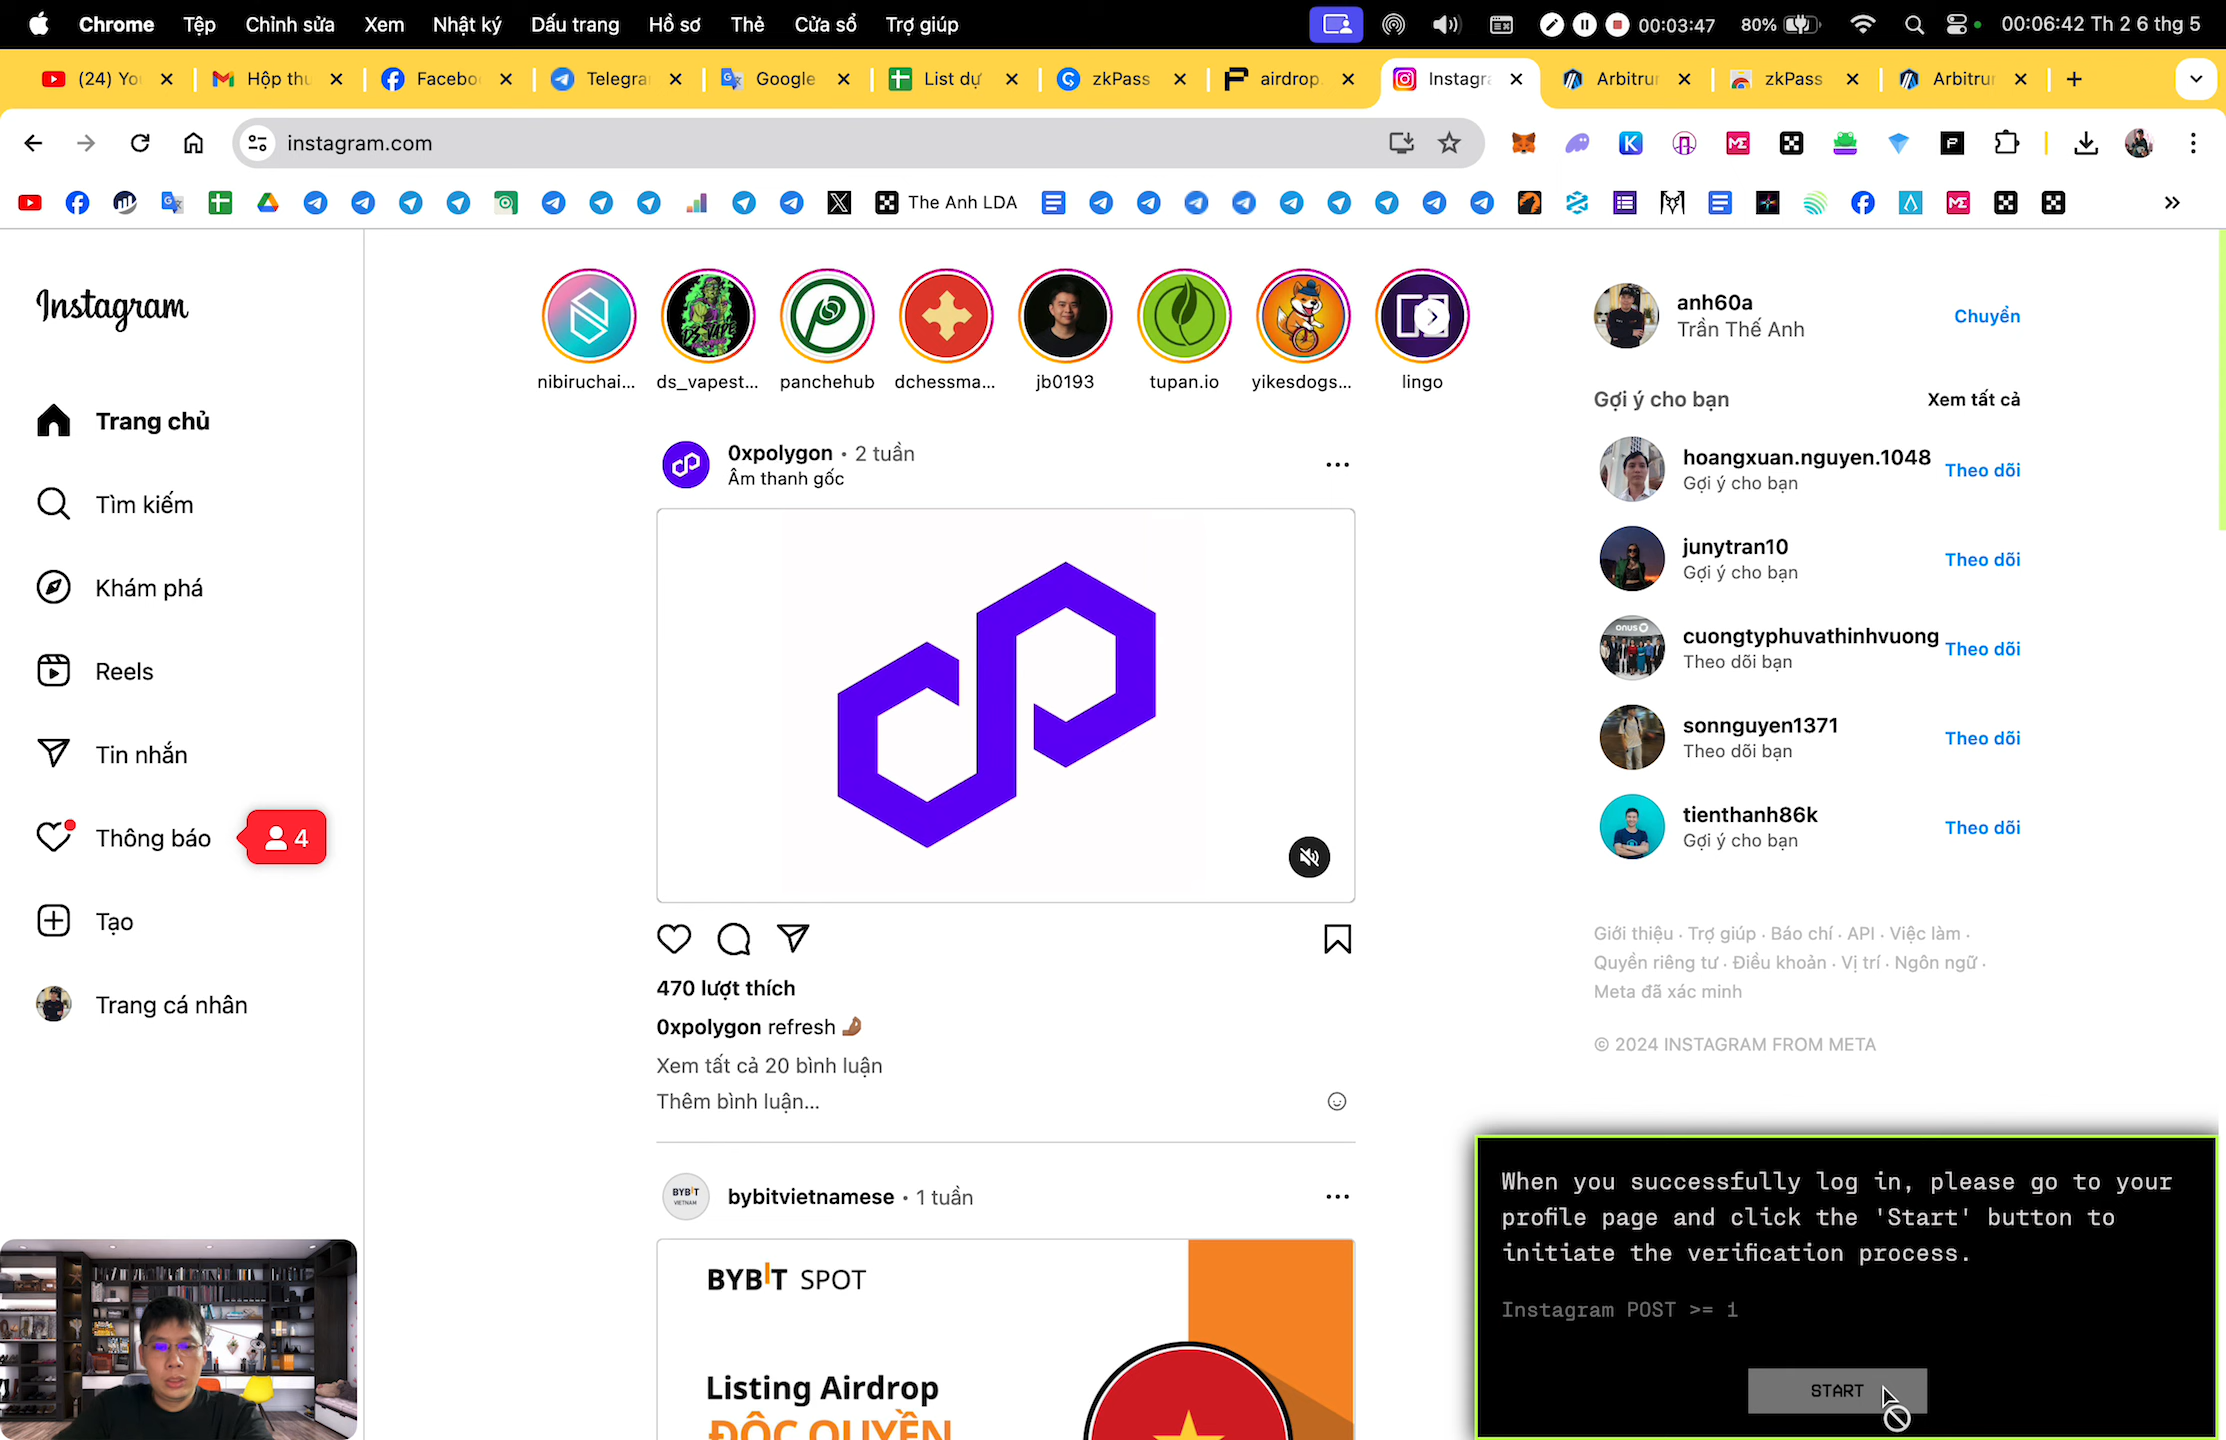 Chrome Tệp Chỉnh sửa Xem Nhật ký Dấu trang Hồ sơ Thẻ Cửa sổ Trợ giúp 00:03:47 80% 00:06:42 Th 2 6 thg 5
(24) You Hộp thu Facebo Telegra Google List dự zkPass airdrop. Instagra Arbitrum zkPass Arbitrum
instagram.com
The Anh LDA
Instagram
Trang chủ
Tìm kiếm
Khám phá
Reels
Tin nhắn
Thông báo 4
Tạo
Trang cá nhân
nibiruchai... ds_vapest... panchehub dchessma... jb0193 tupan.io yikesdogs... lingo
0xpolygon • 2 tuần
Âm thanh gốc
470 lượt thích
0xpolygon refresh 🤌🏾
Xem tất cả 20 bình luận
Thêm bình luận...
BYBIT
VIETNAM
bybitvietnamese • 1 tuần
BYBIT SPOT
Listing Airdrop
ĐỘC QUYỀN
anh60a
Trần Thế Anh
Chuyển
Gợi ý cho bạn Xem tất cả
hoangxuan.nguyen.1048
Gợi ý cho bạn
Theo dõi
junytran10
Gợi ý cho bạn
Theo dõi
onus
cuongtyphuvathinhvuong
Theo dõi bạn
Theo dõi
sonnguyen1371
Theo dõi bạn
Theo dõi
tienthanh86k
Gợi ý cho bạn
Theo dõi
Giới thiệu · Trợ giúp · Báo chí · API · Việc làm ·
Quyền riêng tư · Điều khoản · Vị trí · Ngôn ngữ ·
Meta đã xác minh
© 2024 INSTAGRAM FROM META
When you successfully log in, please go to your
profile page and click the 'Start' button to
initiate the verification process.
Instagram POST >= 1
START